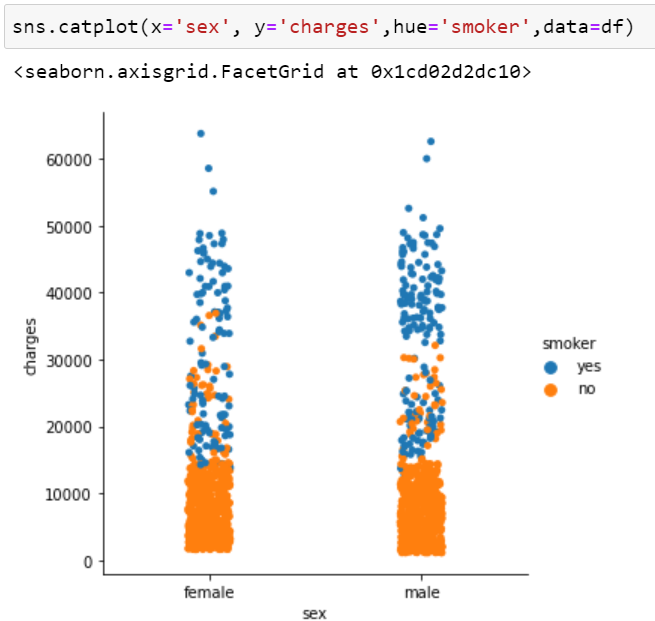 sns.catplot(x='sex', y='charges',hue='smoker',data=df)
<seaborn.axisgrid.FacetGrid at 0x1cd02d2dc10>
60000
50000
40000
30000
20000
10000
0
charges
female
male
sex
smoker
yes
no